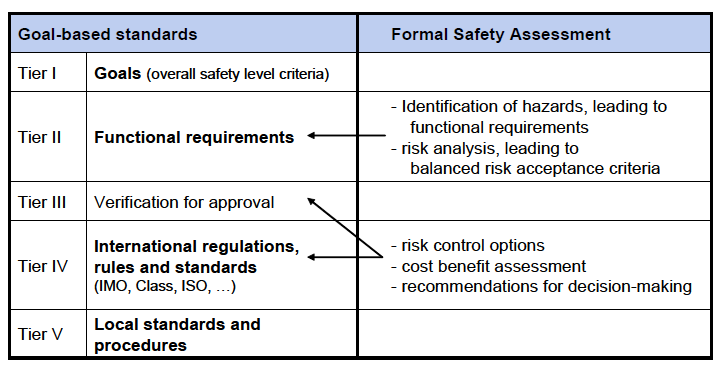 Goal-based standards
Formal Safety Assessment
Tier I
Goals (overall safety level criteria)
Tier II
Functional requirements
- Identification of hazards, leading to
functional requirements
- risk analysis, leading to
balanced risk acceptance criteria
Tier III
Verification for approval
Tier IV
International regulations,
rules and standards
(IMO, Class, ISO, …)
- risk control options
- cost benefit assessment
- recommendations for decision-making
Tier V
Local standards and
procedures